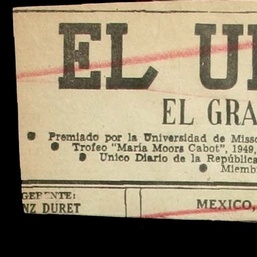 EL U
EL GRA
● Premiado por la Universidad de Miss
● Trofeo "María Moors Cabot", 1949,
● Unico Diario de la República
● Miemb
GERENTE:
NZ DURET
MEXICO,